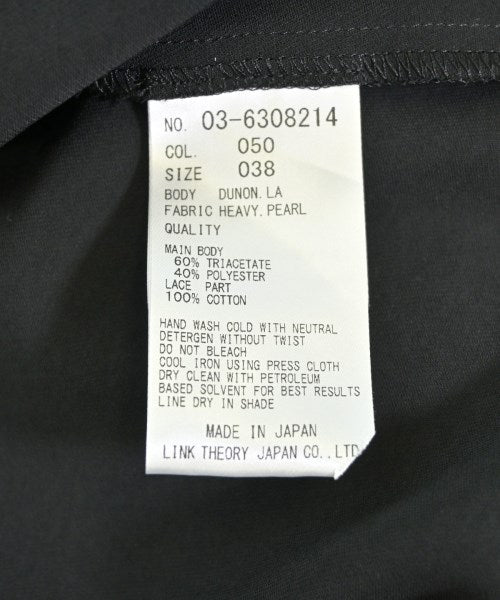 NO. 03-6308214
COL. 050
SIZE 038
BODY DUNON.LA
FABRIC HEAVY.PEARL
QUALITY
MAIN BODY
60% TRIACETATE
40% POLYESTER
LACE PART
100% COTTON
HAND WASH COLD WITH NEUTRAL
DETERGEN WITHOUT TWIST
DO NOT BLEACH
COOL IRON USING PRESS CLOTH
DRY CLEAN WITH PETROLEUM
BASED SOLVENT FOR BEST RESULTS
LINE DRY IN SHADE
MADE IN JAPAN
LINK THEORY JAPAN CO.,LTD